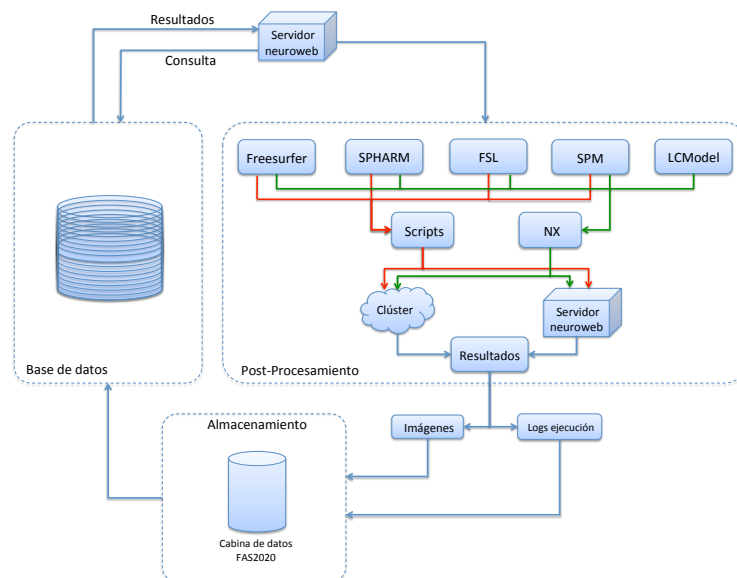 Resultados
Servidor
neuroweb
Consulta
Freesurfer
SPHARM
FSL
SPM
LCModel
Scripts
NX
Clúster
Servidor
neuroweb
Resultados
Base de datos
Post-Procesamiento
Almacenamiento
Imágenes
Logs ejecución
Cabina de datos
FAS2020